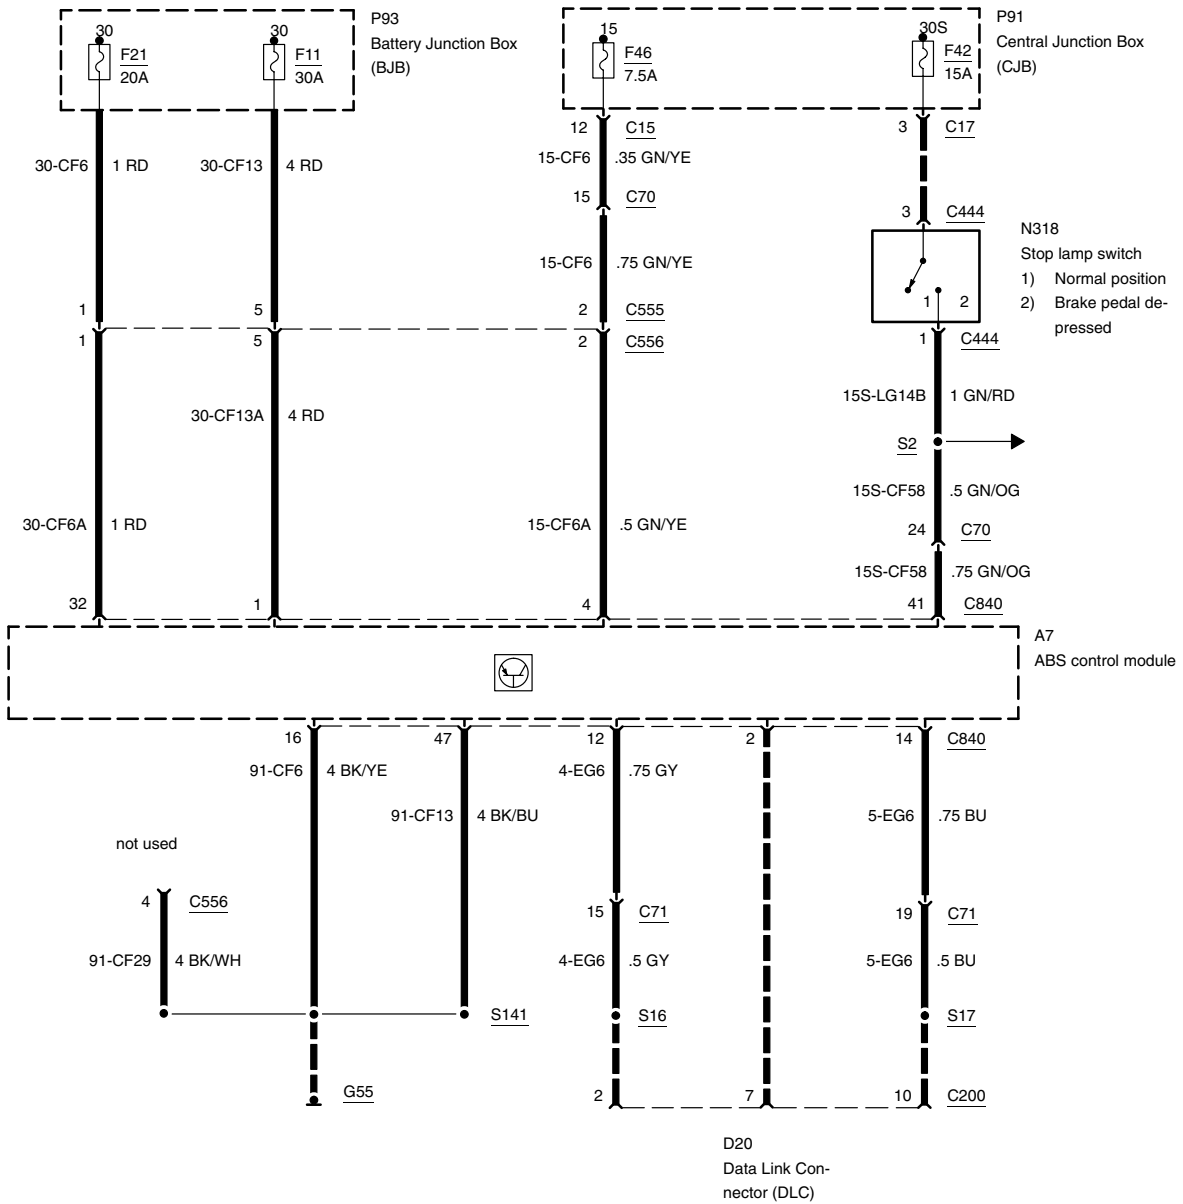 P93
Battery Junction Box
(BJB)
30
F21
20A
30
F11
30A
P91
Central Junction Box
(CJB)
15
F46
7.5A
30S
F42
15A
12 C15
3 C17
30-CF6 1 RD
30-CF13 4 RD
15-CF6 .35 GN/YE
15 C70
3 C444
N318
Stop lamp switch
1) Normal position
2) Brake pedal de-
pressed
15-CF6 .75 GN/YE
1 2
1
5
2 C555
1
5
2 C556
1 C444
30-CF13A 4 RD
15S-LG14B 1 GN/RD
S2
15S-CF58 .5 GN/OG
30-CF6A 1 RD
15-CF6A .5 GN/YE
24 C70
15S-CF58 .75 GN/OG
32
1
4
41 C840
A7
ABS control module
16
47
12
2
14 C840
91-CF6 4 BK/YE
4-EG6 .75 GY
91-CF13 4 BK/BU
5-EG6 .75 BU
not used
4 C556
15 C71
19 C71
91-CF29 4 BK/WH
4-EG6 .5 GY
5-EG6 .5 BU
S141
S16
S17
G55
2
7
10 C200
D20
Data Link Con-
nector (DLC)